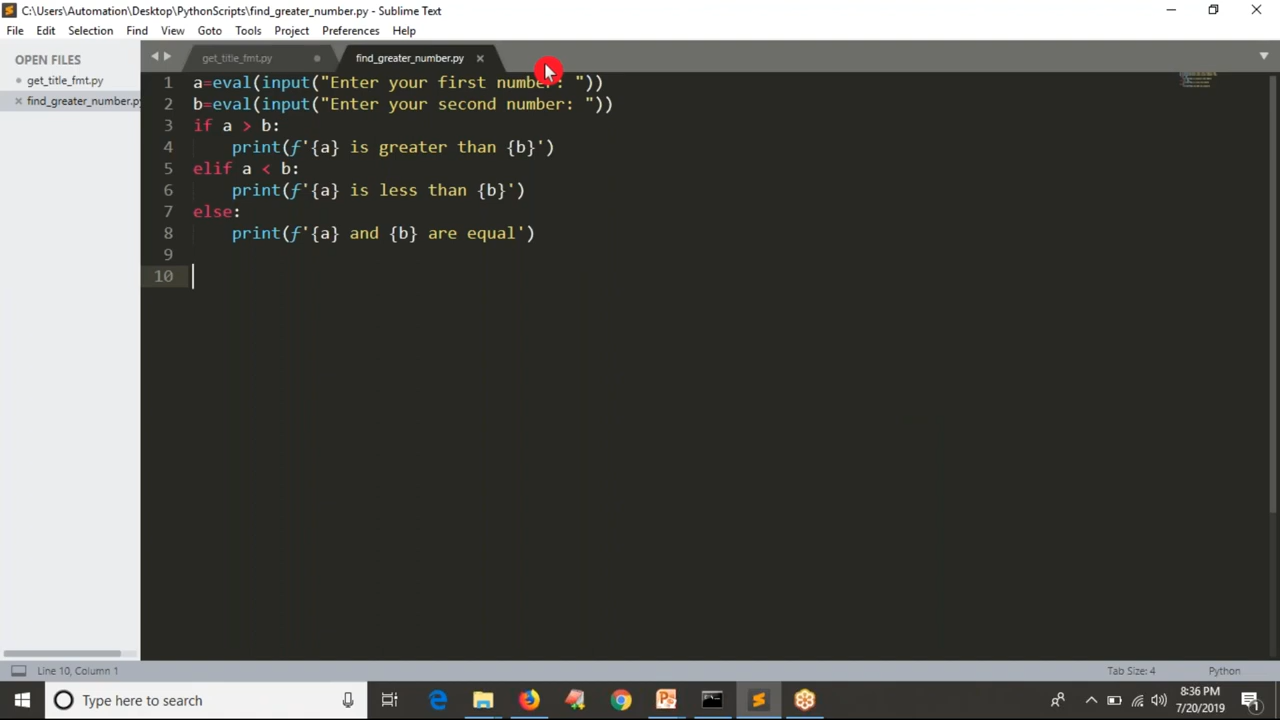 C:\Users\Automation\Desktop\PythonScripts\find_greater_number.py - Sublime Text
File Edit Selection Find View Goto Tools Project Preferences Help
OPEN FILES
get_title_fmt.py
find_greater_number.py
get_title_fmt.py find_greater_number.py
1 a=eval(input("Enter your first number: "))
2 b=eval(input("Enter your second number: "))
3 if a > b:
4 print(f'{a} is greater than {b}')
5 elif a < b:
6 print(f'{a} is less than {b}')
7 else:
8 print(f'{a} and {b} are equal')
9
10
Line 10, Column 1 Tab Size: 4 Python
Type here to search
8:36 PM
7/20/2019
1